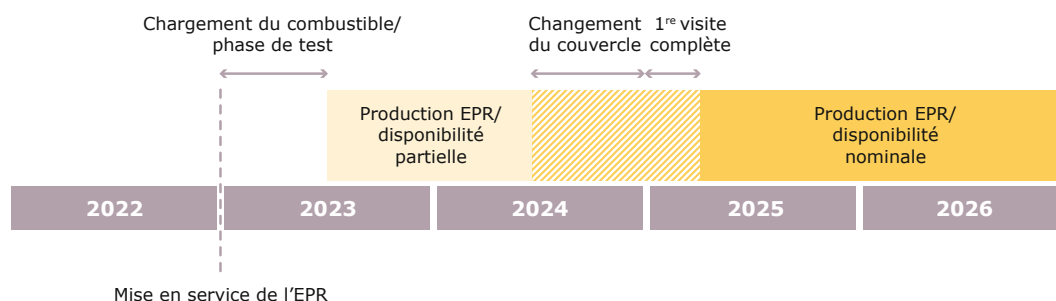 Chargement du combustible/
phase de test
Changement
du couvercle
1re visite
complète
Production EPR/
disponibilité
partielle
Production EPR/
disponibilité
nominale
2022
2023
2024
2025
2026
Mise en service de l’EPR